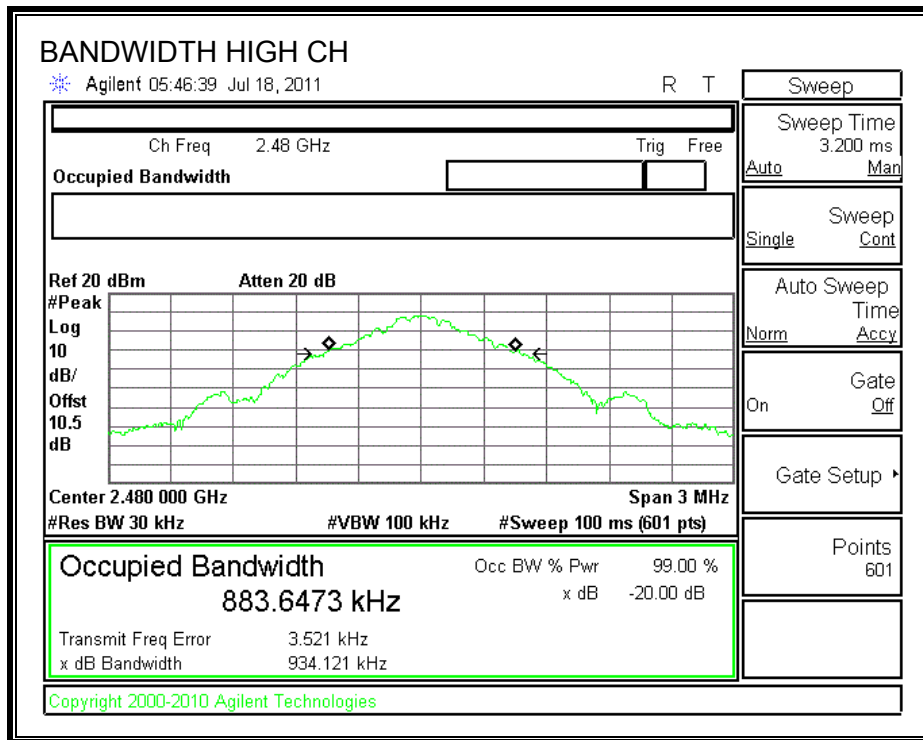 BANDWIDTH HIGH CH
Agilent 05:46:39 Jul 18, 2011 R T
Ch Freq 2.48 GHz Trig Free
Occupied Bandwidth
Ref 20 dBm Atten 20 dB
#Peak
Log
10
dB/
Offst
10.5
dB
Center 2.480 000 GHz Span 3 MHz
#Res BW 30 kHz #VBW 100 kHz #Sweep 100 ms (601 pts)
Occupied Bandwidth
883.6473 kHz
Occ BW % Pwr 99.00 %
x dB -20.00 dB
Transmit Freq Error 3.521 kHz
x dB Bandwidth 934.121 kHz
Copyright 2000-2010 Agilent Technologies
Sweep
Sweep Time
3.200 ms
Auto Man
Sweep
Single Cont
Auto Sweep
Time
Norm Accy
Gate
On Off
Gate Setup
Points
601